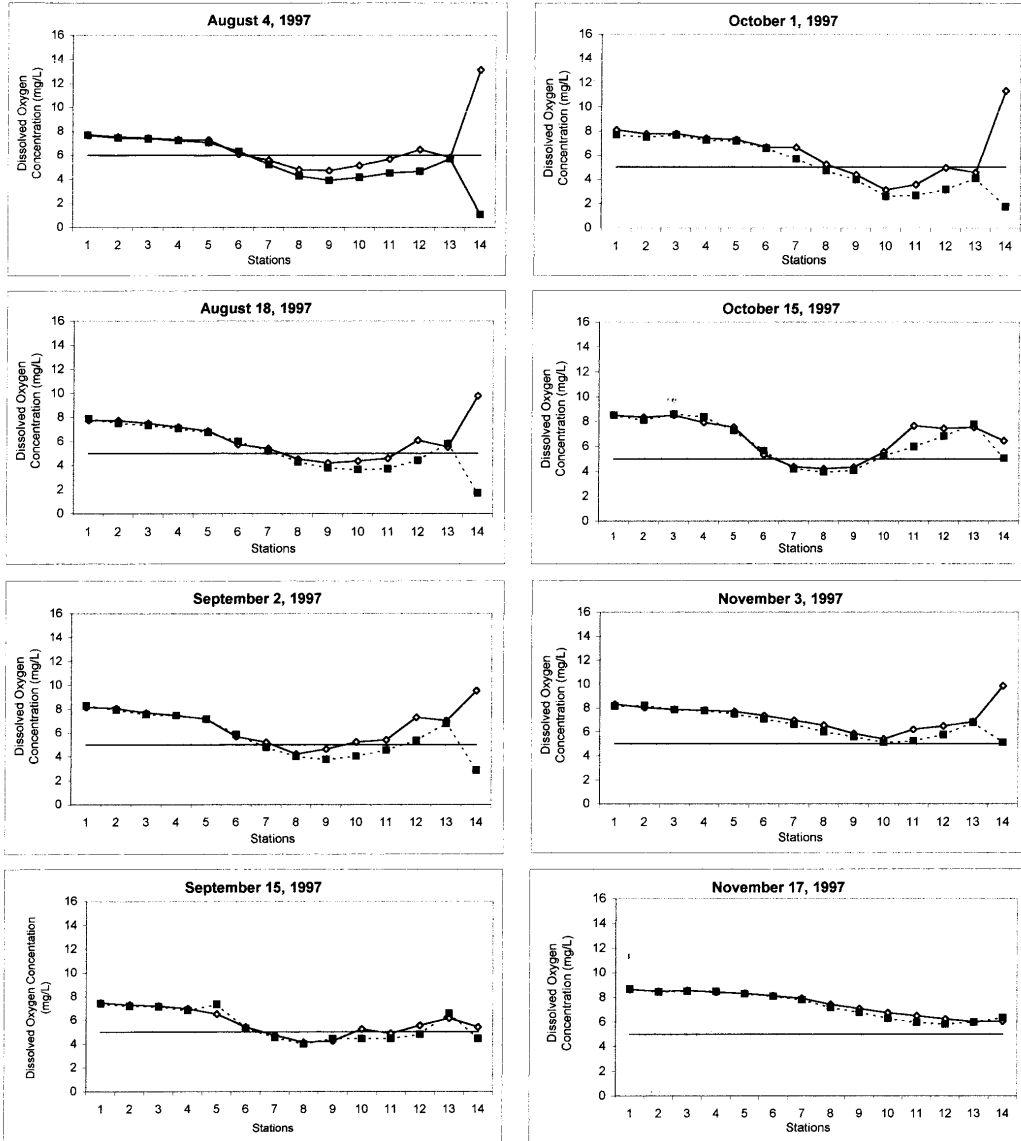 August 4, 1997
Dissolved Oxygen
Concentration (mg/L)
16
14
12
10
8
6
4
2
0
1 2 3 4 5 6 7 8 9 10 11 12 13 14
Stations
October 1, 1997
Dissolved Oxygen
Concentration (mg/L)
16
14
12
10
8
6
4
2
0
1 2 3 4 5 6 7 8 9 10 11 12 13 14
Stations
August 18, 1997
Dissolved Oxygen
Concentration (mg/L)
16
14
12
10
8
6
4
2
0
1 2 3 4 5 6 7 8 9 10 11 12 13 14
Stations
October 15, 1997
Dissolved Oxygen
Concentration (mg/L)
16
14
12
10
8
6
4
2
0
1 2 3 4 5 6 7 8 9 10 11 12 13 14
Stations
September 2, 1997
Dissolved Oxygen
Concentration (mg/L)
16
14
12
10
8
6
4
2
0
1 2 3 4 5 6 7 8 9 10 11 12 13 14
Stations
November 3, 1997
Dissolved Oxygen
Concentration (mg/L)
16
14
12
10
8
6
4
2
0
1 2 3 4 5 6 7 8 9 10 11 12 13 14
Stations
September 15, 1997
Dissolved Oxygen Concentation
(mg/L)
16
14
12
10
8
6
4
2
0
1 2 3 4 5 6 7 8 9 10 11 12 13 14
Stations
November 17, 1997
Dissolved Oxygen
Concentration (mg/L)
16
14
12
10
8
6
4
2
0
1 2 3 4 5 6 7 8 9 10 11 12 13 14
Stations